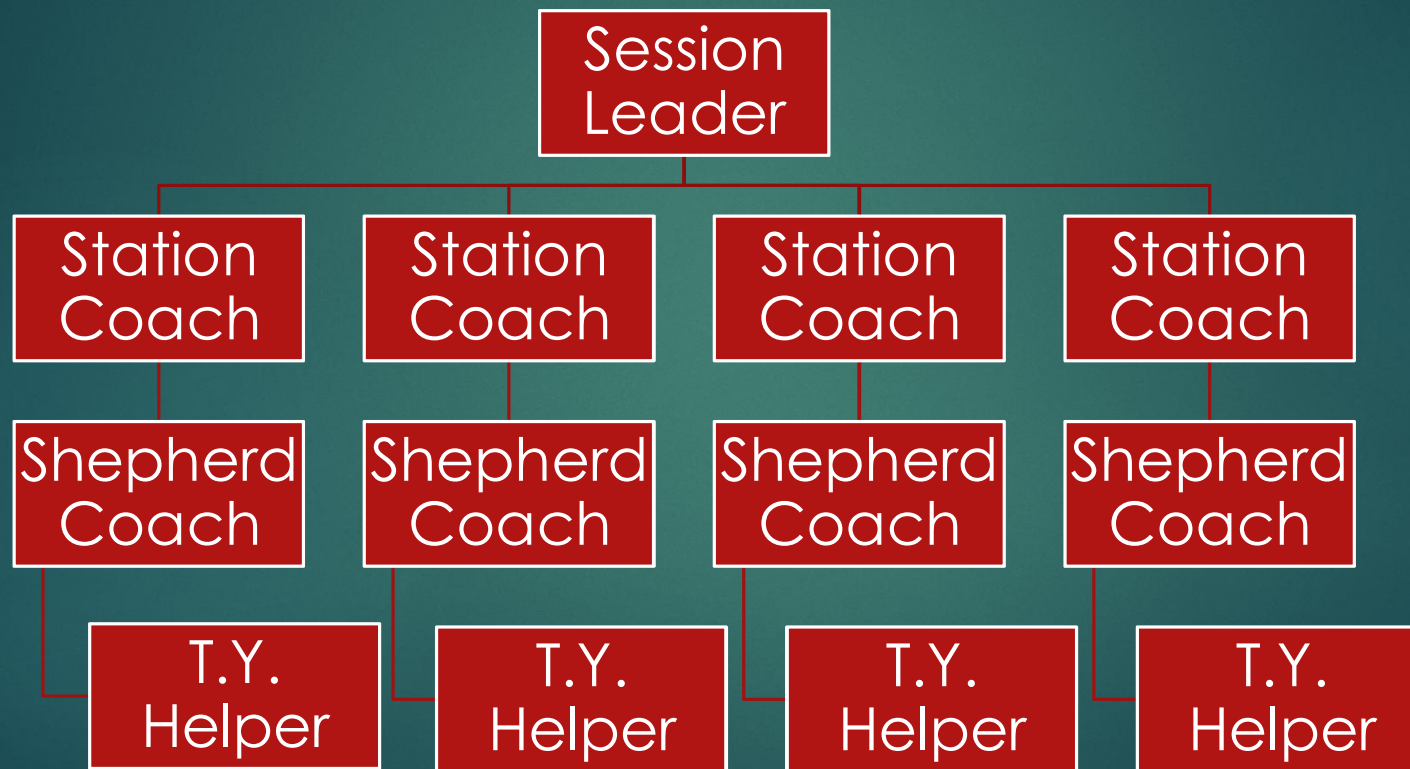 Session
Leader
Station
Coach
Station
Coach
Station
Coach
Station
Coach
Shepherd
Coach
Shepherd
Coach
Shepherd
Coach
Shepherd
Coach
T.Y.
Helper
T.Y.
Helper
T.Y.
Helper
T.Y.
Helper